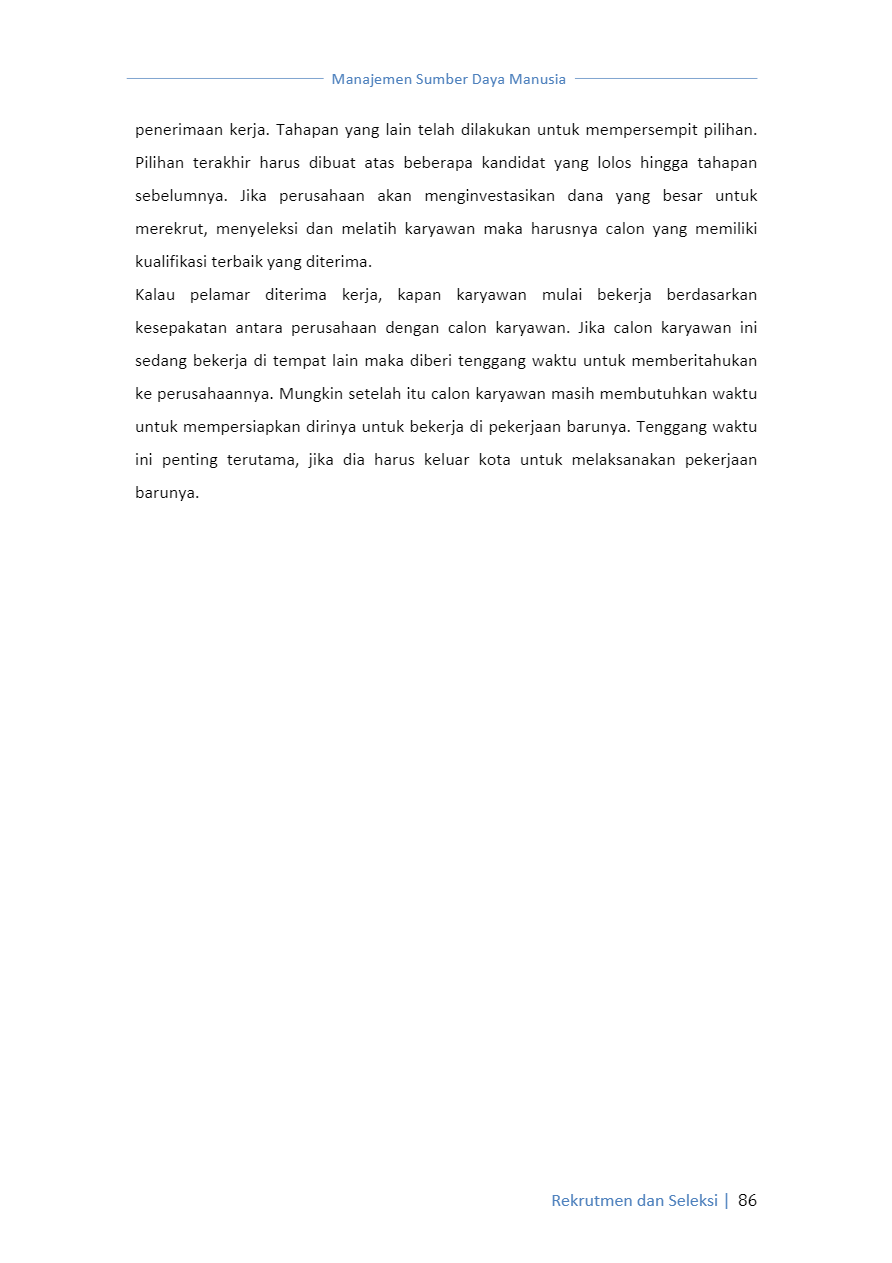 Manajemen Sumber Daya Manusia
penerimaan kerja. Tahapan yang lain telah dilakukan untuk mempersempit pilihan.
Pilihan terakhir harus dibuat atas beberapa kandidat yang lolos hingga tahapan
sebelumnya. Jika perusahaan akan menginvestasikan dana yang besar untuk
merekrut, menyeleksi dan melatih karyawan maka harusnya calon yang memiliki
kualifikasi terbaik yang diterima.
Kalau pelamar diterima kerja, kapan karyawan mulai bekerja berdasarkan
kesepakatan antara perusahaan dengan calon karyawan. Jika calon karyawan ini
sedang bekerja di tempat lain maka diberi tenggang waktu untuk memberitahukan
ke perusahaannya. Mungkin setelah itu calon karyawan masih membutuhkan waktu
untuk mempersiapkan dirinya untuk bekerja di pekerjaan barunya. Tenggang waktu
ini penting terutama, jika dia harus keluar kota untuk melaksanakan pekerjaan
barunya.
Rekrutmen dan Seleksi | 86